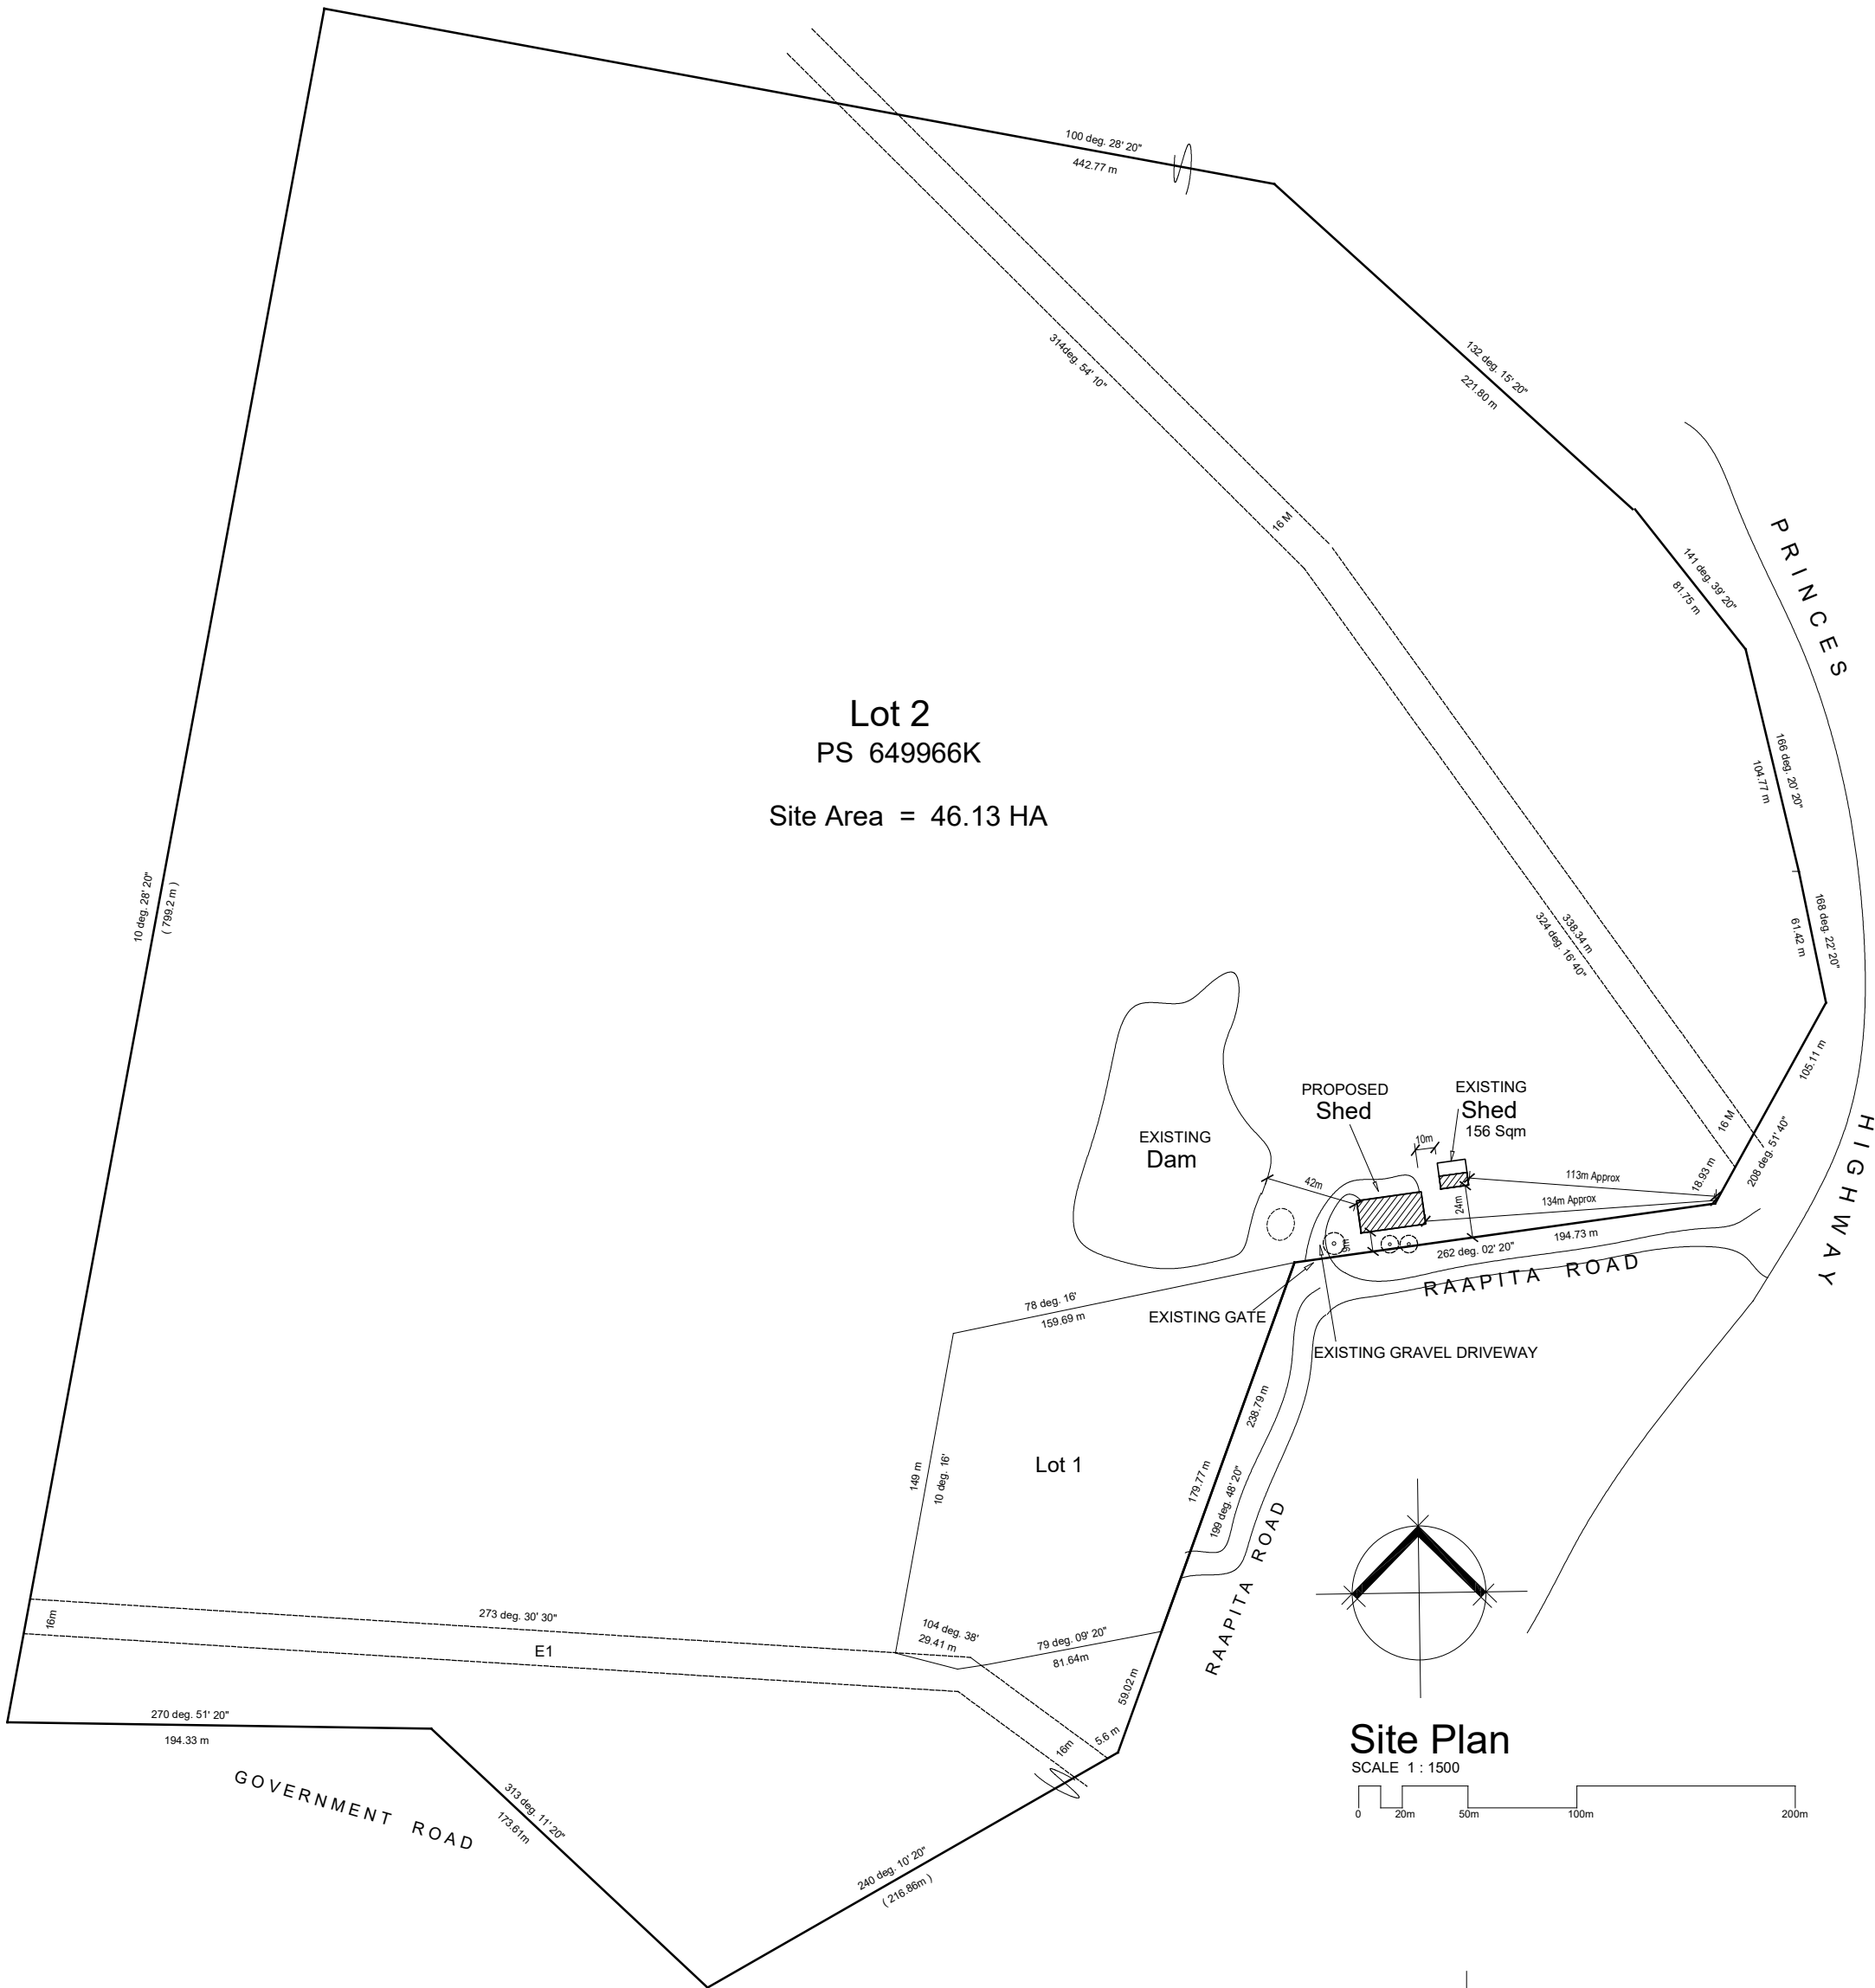 100 deg. 28' 20"
442.77 m
314deg. 54' 10"
132 deg. 15' 20"
221.80 m
16 M
141 deg. 39' 20"
81.75 m
PRINCES
HIGHWAY
Lot 2
PS 649966K
Site Area = 46.13 HA
166 deg. 20' 20"
104.77 m
10 deg. 28' 20"
( 799.2 m )
338.34 m
324 deg. 16' 40"
168 deg. 22' 20"
61.42 m
105.11 m
208 deg. 51' 40"
16 M
18.93 m
PROPOSED
Shed
EXISTING
Shed
156 Sqm
EXISTING
Dam
10m
42m
113m Approx
134m Approx
24m
9m
262 deg. 02' 20"
194.73 m
RAAPITA ROAD
78 deg. 16'
159.69 m
EXISTING GATE
EXISTING GRAVEL DRIVEWAY
238.79 m
179.77 m
199 deg. 48' 20"
149 m
10 deg. 16'
Lot 1
RAAPITA ROAD
16m
273 deg. 30' 30"
E1
104 deg. 38'
29.41 m
79 deg. 09' 20"
81.64m
59.02 m
5.6 m
16m
270 deg. 51' 20"
194.33 m
GOVERNMENT ROAD
313 deg. 11' 20"
173.61m
240 deg. 10' 20"
( 216.86m )
Site Plan
SCALE 1 : 1500
0 20m 50m 100m 200m